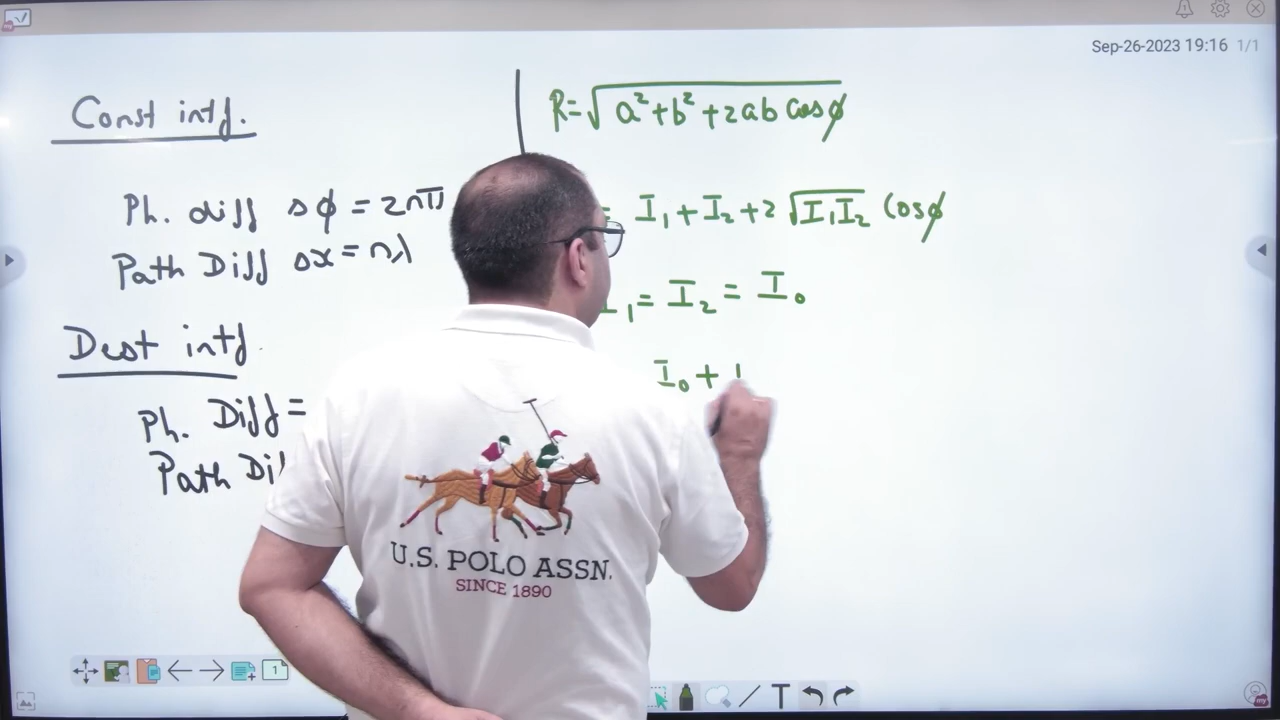 Sep-26-2023 19:16 1/1
Const intf.
Ph. diff Δϕ = 2nπ
Path Diff Δx = nλ
Dest intf.
Ph. Diff =
Path Di
R = √a²+b²+2ab cosϕ
= I₁ + I₂ + 2 √I₁I₂ cosϕ
I₁ = I₂ = I₀
I₀ +
U.S. POLO ASSN.
SINCE 1890
1
T